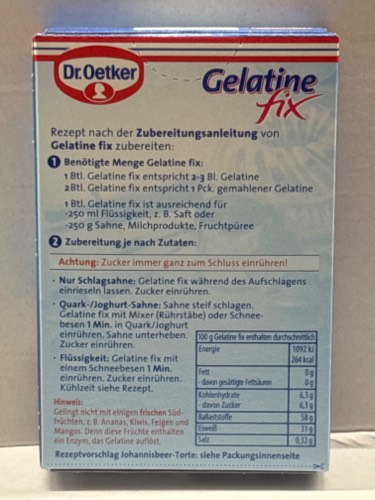 Dr.Oetker
Gelatine
fix
Rezept nach der Zubereitungsanleitung von
Gelatine fix zubereiten:
1 Benötigte Menge Gelatine fix:
1 Btl. Gelatine fix entspricht 2-3 Bl. Gelatine
2 Btl. Gelatine fix entspricht 1 Pck. gemahlener Gelatine
1 Btl. Gelatine fix ist ausreichend für
-250 ml Flüssigkeit, z. B. Saft oder
-250 g Sahne, Milchprodukte, Fruchtpüree
2 Zubereitung je nach Zutaten:
Achtung: Zucker immer ganz zum Schluss einrühren!
· Nur Schlagsahne: Gelatine fix während des Aufschlagens
einrieseln lassen. Zucker einrühren.
· Quark-/Joghurt-Sahne: Sahne steif schlagen.
Gelatine fix mit Mixer (Rührstäbe) oder Schnee-
besen 1 Min. in Quark/Joghurt
einrühren. Sahne unterheben.
Zucker einrühren.
· Flüssigkeit: Gelatine fix mit
einem Schneebesen 1 Min.
einrühren. Zucker einrühren.
Kühlzeit siehe Rezept.
Hinweis:
Gelingt nicht mit einigen frischen Süd-
früchten, z. B. Ananas, Kiwis, Feigen und
Mangos. Denn diese Früchte enthalten
ein Enzym, das Gelatine auflöst.
100 g Gelatine fix enthalten durchschnittlich
Energie 1092 kJ
264 kcal
Fett 0 g
- davon gesättigte Fettsäuren 0 g
Kohlenhydrate 6,3 g
- davon Zucker 6,3 g
Ballaststoffe 58 g
Eiweiß 31 g
Salz 0,32 g
Rezeptvorschlag Johannisbeer-Torte: siehe Packungsinnenseite